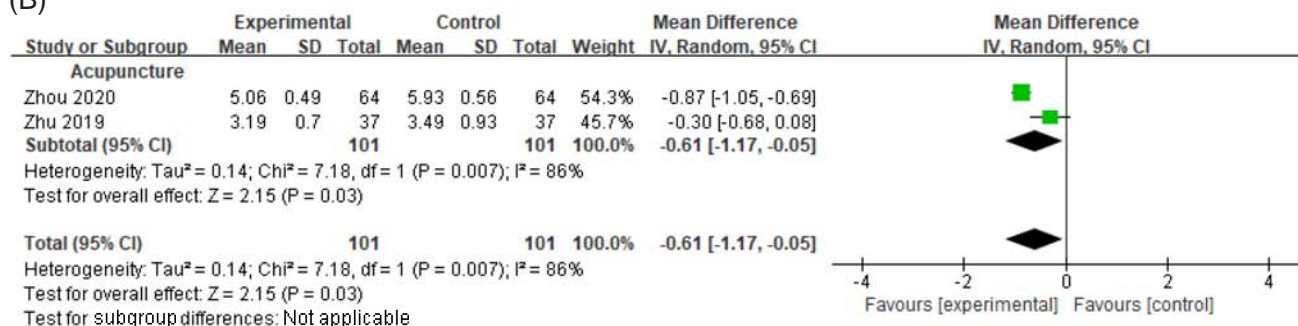 (B)
Experimental Control Mean Difference Mean Difference
Study or Subgroup Mean SD Total Mean SD Total Weight IV, Random, 95% CI IV, Random, 95% CI
Acupuncture
Zhou 2020 5.06 0.49 64 5.93 0.56 64 54.3% -0.87 [-1.05, -0.69]
Zhu 2019 3.19 0.7 37 3.49 0.93 37 45.7% -0.30 [-0.68, 0.08]
Subtotal (95% CI) 101 101 100.0% -0.61 [-1.17, -0.05]
Heterogeneity: Tau² = 0.14; Chi² = 7.18, df = 1 (P = 0.007); I² = 86%
Test for overall effect: Z = 2.15 (P = 0.03)
Total (95% CI) 101 101 100.0% -0.61 [-1.17, -0.05]
Heterogeneity: Tau² = 0.14; Chi² = 7.18, df = 1 (P = 0.007); I² = 86%
Test for overall effect: Z = 2.15 (P = 0.03)
Test for subgroup differences: Not applicable
-4 -2 0 2 4
Favours [experimental] Favours [control]